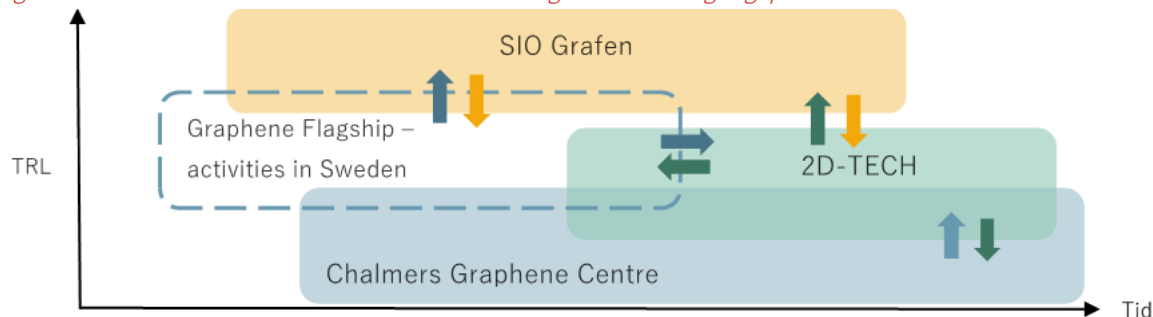 SIO Grafen
Graphene Flagship –
activities in Sweden
TRL
2D-TECH
Chalmers Graphene Centre
Tid